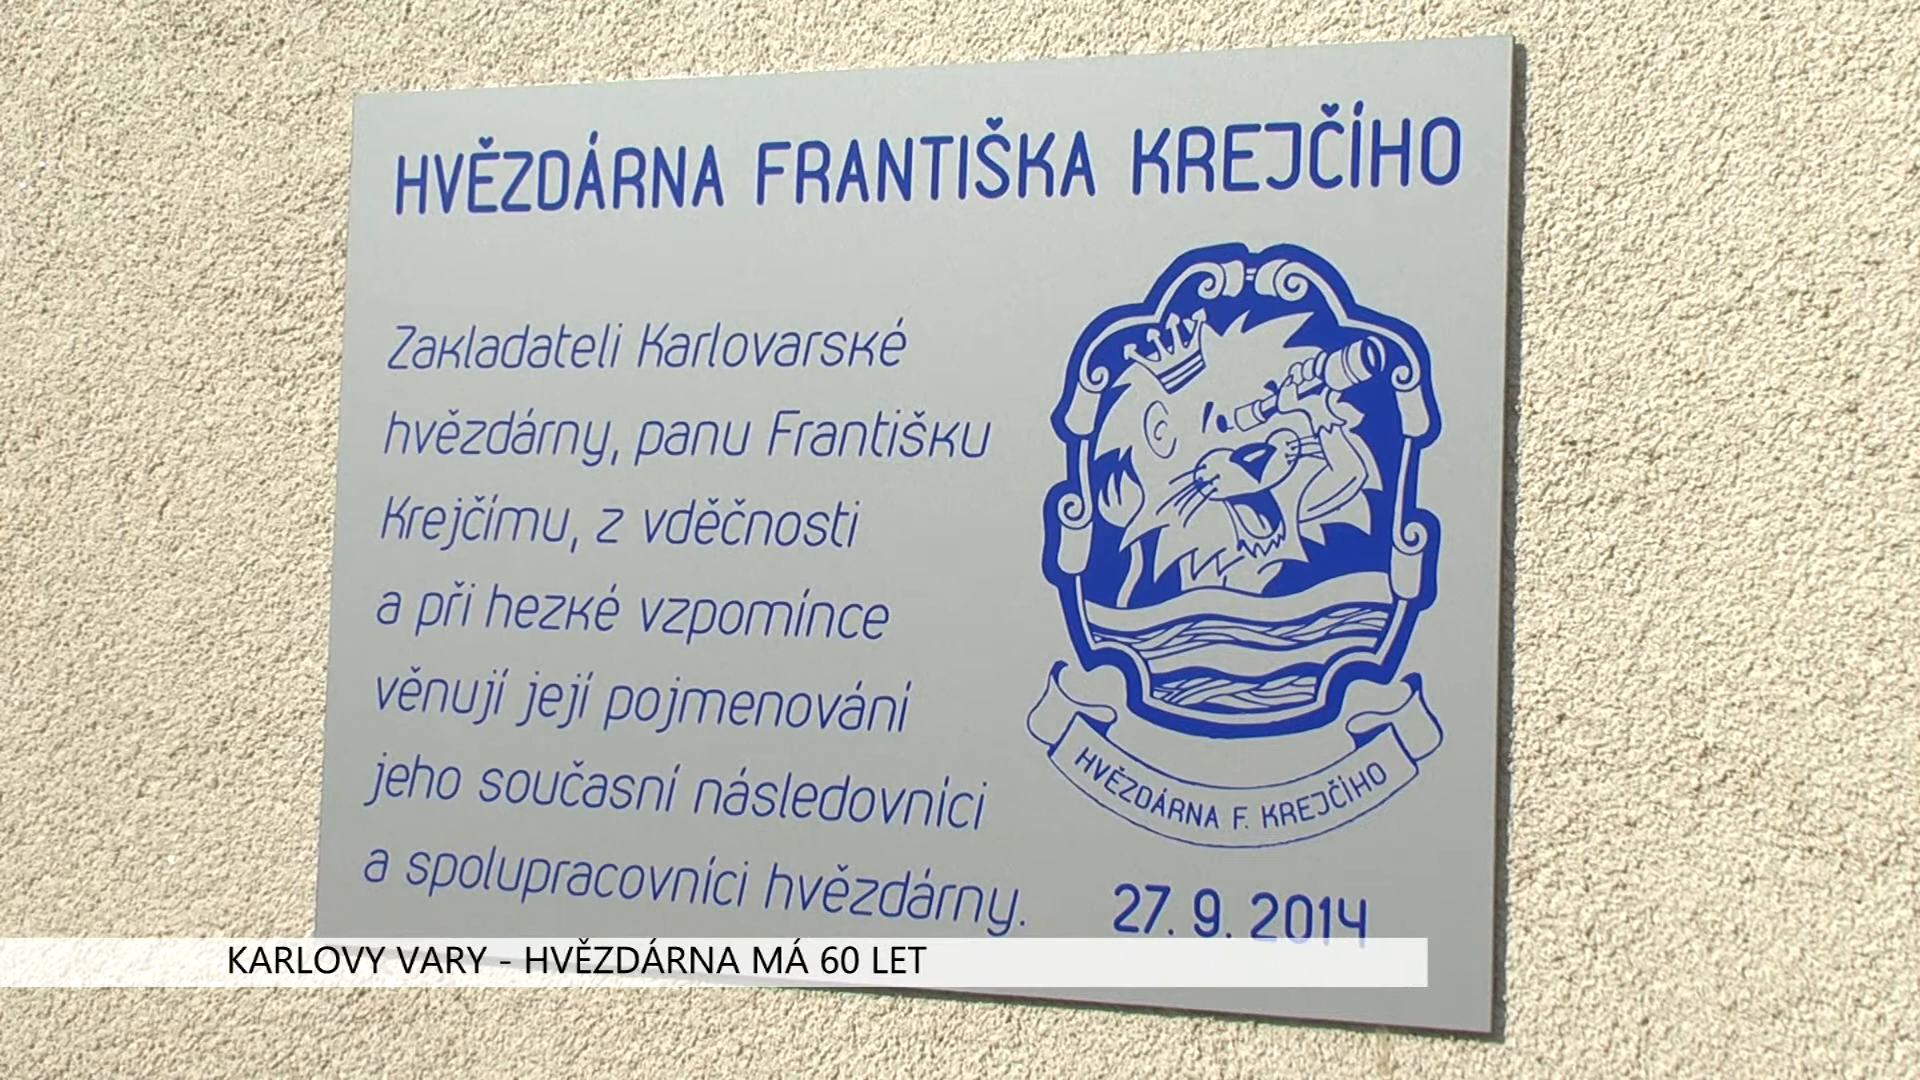 HVĚZDÁRNA FRANTIŠKA KREJČÍHO
Zakladateli Karlovarské
hvězdárny, panu Františku
Krejčímu, z vděčnosti
a při hezké vzpomínce
věnují její pojmenování
jeho současní následovníci
a spolupracovníci hvězdárny.
HVĚZDÁRNA F. KREJČÍHO
27. 9. 2014
KARLOVY VARY - HVĚZDÁRNA MÁ 60 LET